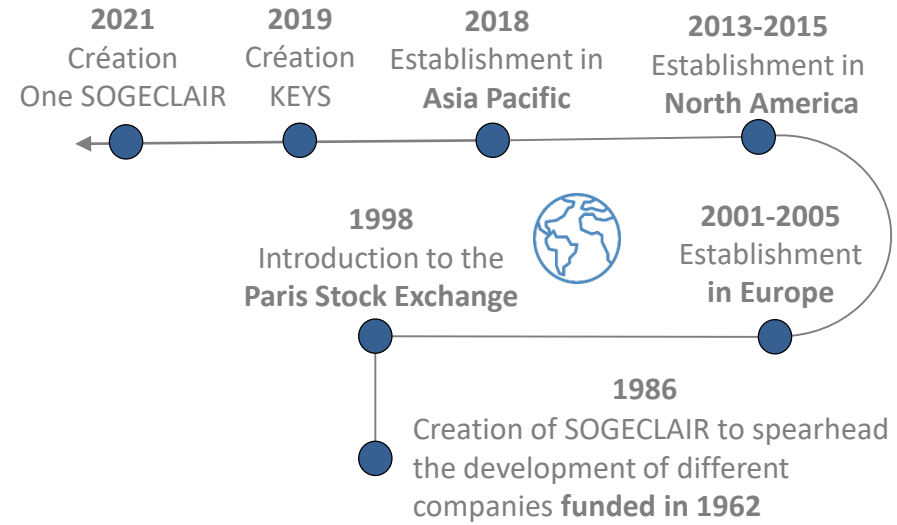 2021
Création
One SOGECLAIR
2019
Création
KEYS
2018
Establishment in
Asia Pacific
2013-2015
Establishment in
North America
1998
Introduction to the
Paris Stock Exchange
2001-2005
Establishment
in Europe
1986
Creation of SOGECLAIR to spearhead
the development of different
companies funded in 1962